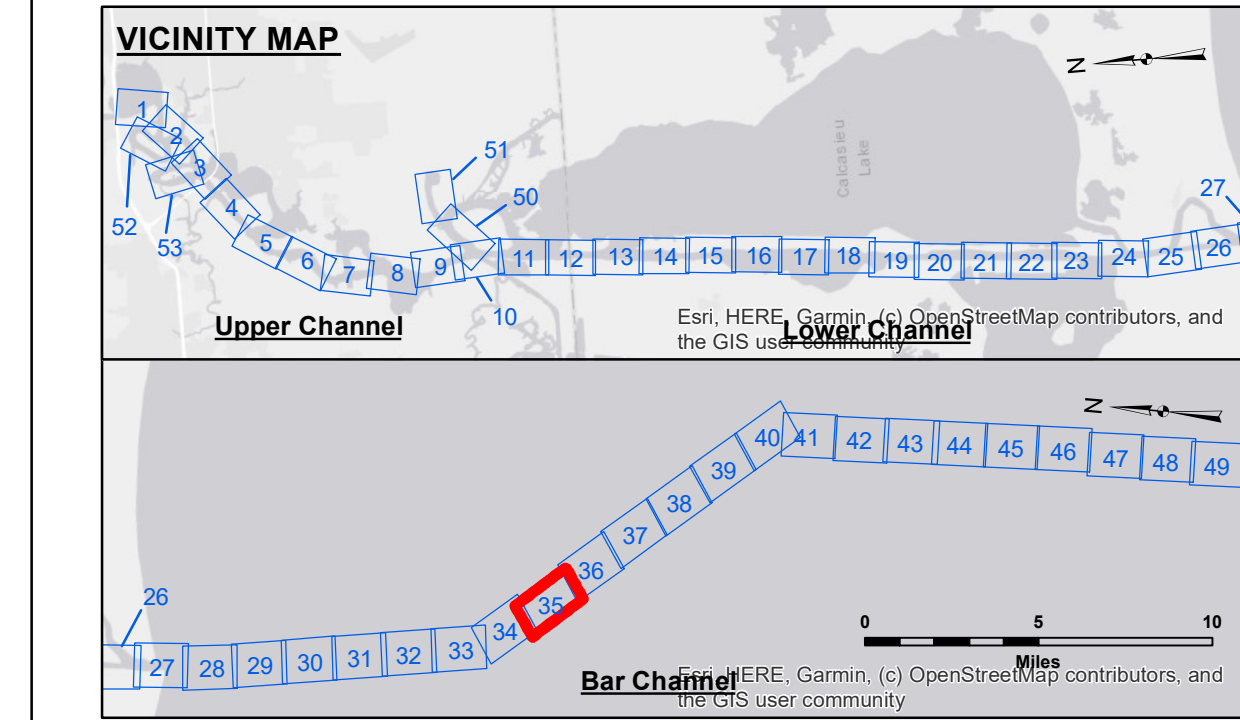 VICINITY MAP
N
1
2
3
4
5
6
7
8
9
51
50
52
53
10
11 12 13 14 15 16 17 18 19 20 21 22 23 24 25 26
27
Calcasieu
Lake
Upper Channel
Lower Channel
Esri, HERE, Garmin, (c) OpenStreetMap contributors, and
the GIS user community
N
26
27 28 29 30 31 32 33 34 35 36 37 38 39 40 41 42 43 44 45 46 47 48 49
0 5 10
Miles
Bar Channel
Esri, HERE, Garmin, (c) OpenStreetMap contributors, and
the GIS user community